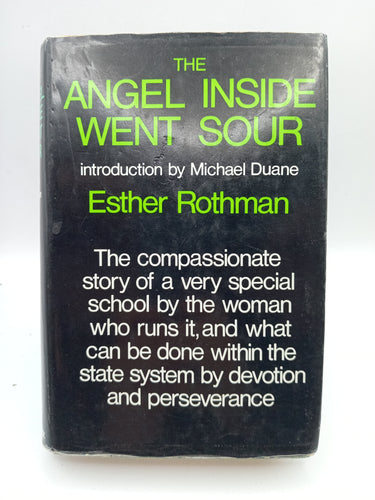 THE
ANGEL INSIDE
WENT SOUR
introduction by Michael Duane
Esther Rothman
The compassionate
story of a very special
school by the woman
who runs it, and what
can be done within the
state system by devotion
and perseverance